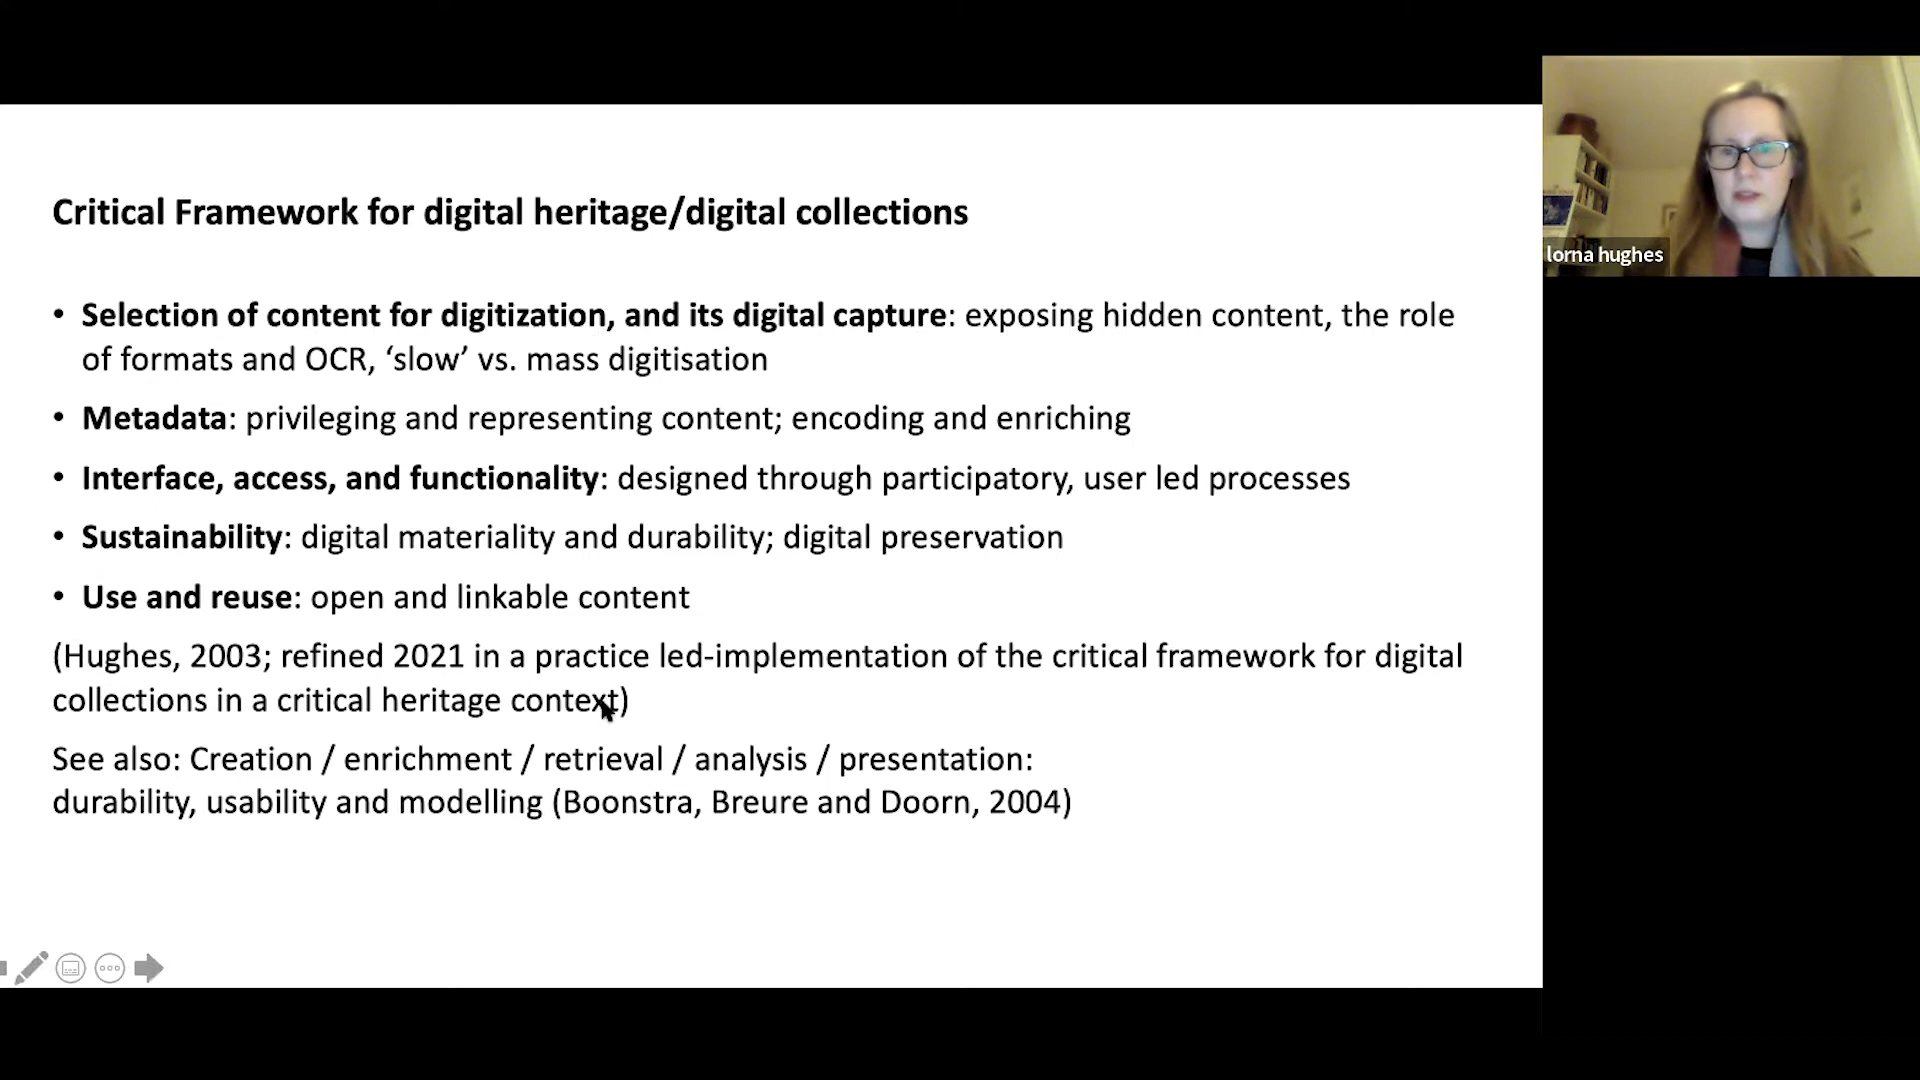 Critical Framework for digital heritage/digital collections
• Selection of content for digitization, and its digital capture: exposing hidden content, the role
of formats and OCR, ‘slow’ vs. mass digitisation
• Metadata: privileging and representing content; encoding and enriching
• Interface, access, and functionality: designed through participatory, user led processes
• Sustainability: digital materiality and durability; digital preservation
• Use and reuse: open and linkable content
(Hughes, 2003; refined 2021 in a practice led-implementation of the critical framework for digital
collections in a critical heritage context)
See also: Creation / enrichment / retrieval / analysis / presentation:
durability, usability and modelling (Boonstra, Breure and Doorn, 2004)
lorna hughes